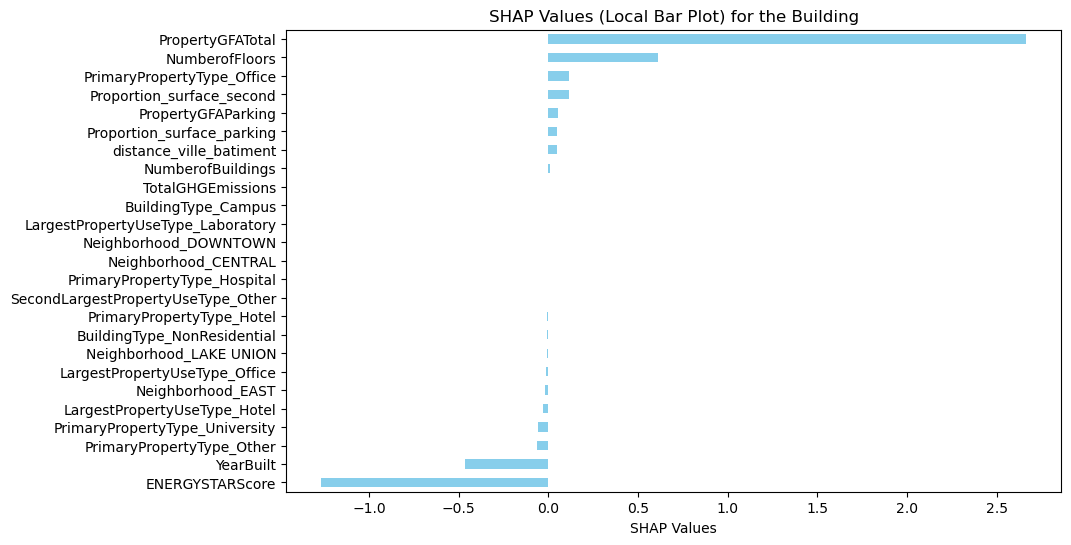 SHAP Values (Local Bar Plot) for the Building
PropertyGFATotal
NumberofFloors
PrimaryPropertyType_Office
Proportion_surface_second
PropertyGFAParking
Proportion_surface_parking
distance_ville_batiment
NumberofBuildings
TotalGHGEmissions
BuildingType_Campus
LargestPropertyUseType_Laboratory
Neighborhood_DOWNTOWN
Neighborhood_CENTRAL
PrimaryPropertyType_Hospital
SecondLargestPropertyUseType_Other
PrimaryPropertyType_Hotel
BuildingType_NonResidential
Neighborhood_LAKE UNION
LargestPropertyUseType_Office
Neighborhood_EAST
LargestPropertyUseType_Hotel
PrimaryPropertyType_University
PrimaryPropertyType_Other
YearBuilt
ENERGYSTARScore
−1.0 −0.5 0.0 0.5 1.0 1.5 2.0 2.5
SHAP Values